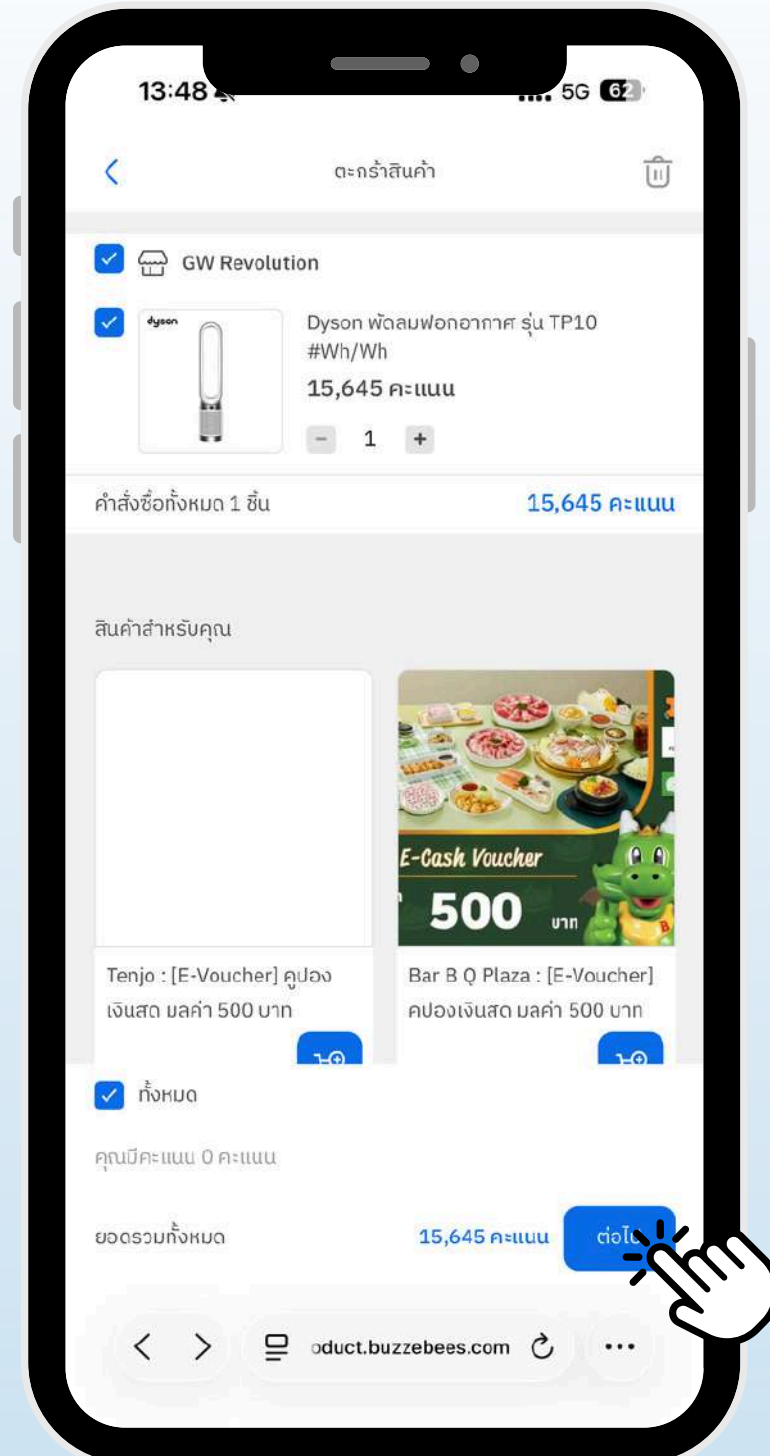 13:48
5G 62
ตะกร้าสินค้า
GW Revolution
dyson
Dyson พัดลมฟอกอากาศ รุ่น TP10
#Wh/Wh
15,645 คะแนน
- 1 +
คำสั่งซื้อทั้งหมด 1 ชิ้น
15,645 คะแนน
สินค้าสำหรับคุณ
E-Cash Voucher
500 บาท
B
Tenjo : [E-Voucher] คูปอง
เงินสด มูลค่า 500 บาท
Bar B Q Plaza : [E-Voucher]
คูปองเงินสด มูลค่า 500 บาท
ทั้งหมด
คุณมีคะแนน 0 คะแนน
ยอดรวมทั้งหมด
15,645 คะแนน
ต่อไป
oduct.buzzebees.com